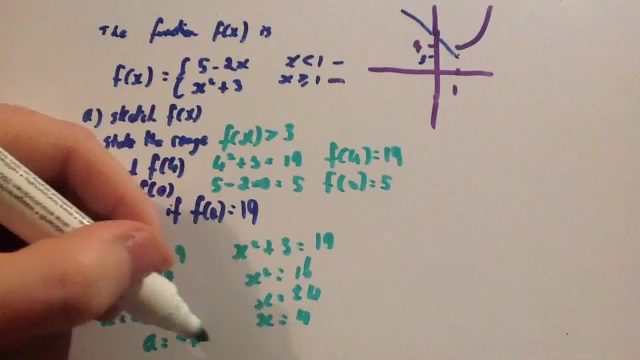 The function f(x) is
f(x) = { 5-2x x<1 -
x²+3 x≥1 -
a) sketch f(x)
state the range f(x)>3
f(4) 4²+3=19 f(4)=19
f(0) 5-2×0=5 f(0)=5
if f(a)=19
9 x²+3=19
x²=16
x=±4
x=4
a=
4
3
1